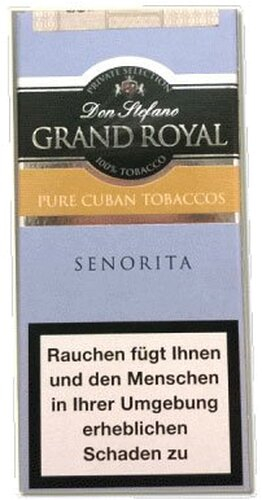 PRIVATE SELECTION
Don Stefano
GRAND ROYAL
100% TOBACCO
PURE CUBAN TOBACCOS
SENORITA
Rauchen fügt Ihnen
und den Menschen
in Ihrer Umgebung
erheblichen
Schaden zu